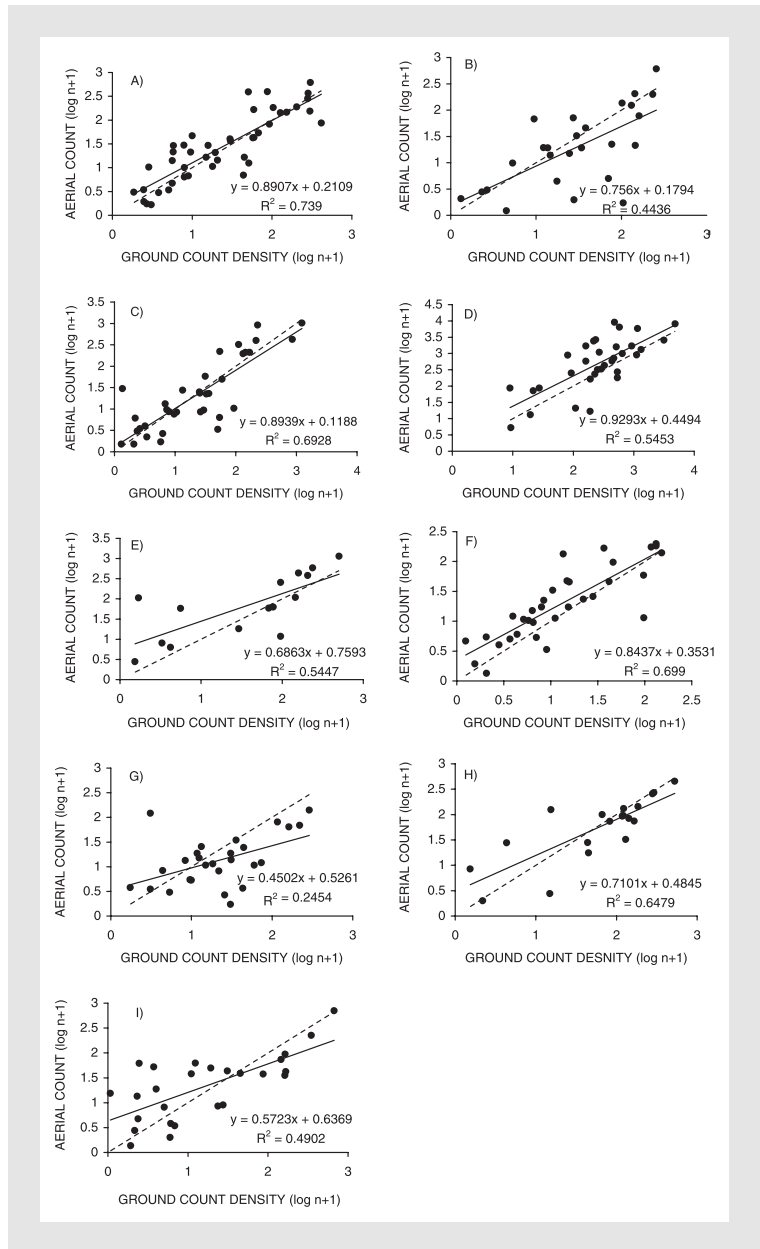 A)
AERIAL COUNT (log n+1)
3
2.5
2
1.5
1
0.5
0
y = 0.8907x + 0.2109
R2 = 0.739
0 1 2 3
GROUND COUNT DENSITY (log n+1)
B)
AERIAL COUNT (log n+1)
3
2.5
2
1.5
1
0.5
0
y = 0.756x + 0.1794
R2 = 0.4436
0 1 2 3
GROUND COUNT DENSITY (log n+1)
C)
AERIAL COUNT (log n+1)
3.5
3
2.5
2
1.5
1
0.5
0
y = 0.8939x + 0.1188
R2 = 0.6928
0 1 2 3 4
GROUND COUNT DENSITY (log n+1)
D)
AERIAL COUNT (log n+1)
4.5
4
3.5
3
2.5
2
1.5
1
0.5
0
y = 0.9293x + 0.4494
R2 = 0.5453
0 1 2 3 4
GROUND COUNT DENSITY (log n+1)
E)
AERIAL COUNT (log n+1)
3.5
3
2.5
2
1.5
1
0.5
0
y = 0.6863x + 0.7593
R2 = 0.5447
0 1 2 3
GROUND COUNT DENSITY (log n+1)
F)
AERIAL COUNT (log n+1)
2.5
2
1.5
1
0.5
0
y = 0.8437x + 0.3531
R2 = 0.699
0 0.5 1 1.5 2 2.5
GROUND COUNT DESNITY (log n+1)
G)
AERIAL COUNT (log n+1)
3
2.5
2
1.5
1
0.5
0
y = 0.4502x + 0.5261
R2 = 0.2454
0 1 2 3
GROUND COUNT DENSITY (log n+1)
H)
AERIAL COUNT (log n+1)
3
2.5
2
1.5
1
0.5
0
y = 0.7101x + 0.4845
R2 = 0.6479
0 1 2 3
GROUND COUNT DESNITY (log n+1)
I)
AERIAL COUNT (log n+1)
3
2.5
2
1.5
1
0.5
0
y = 0.5723x + 0.6369
R2 = 0.4902
0 1 2 3
GROUND COUNT DENSITY (log n+1)